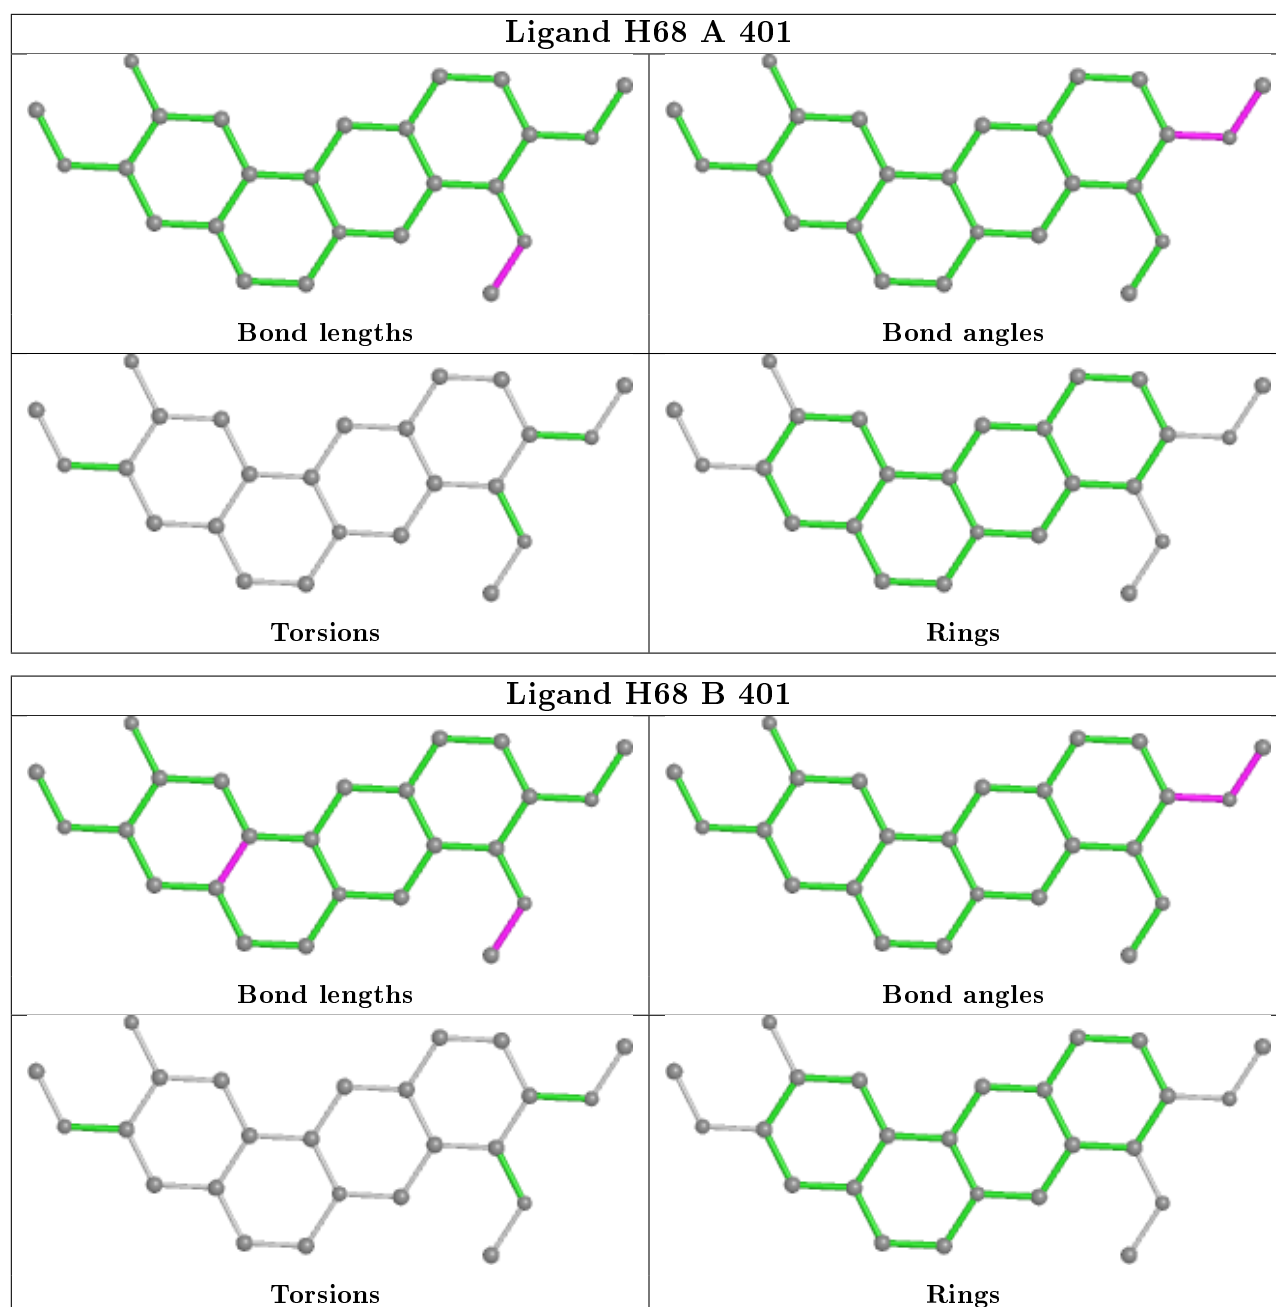 Ligand H68 A 401
Bond lengths
Bond angles
Torsions
Rings
Ligand H68 B 401
Bond lengths
Bond angles
Torsions
Rings